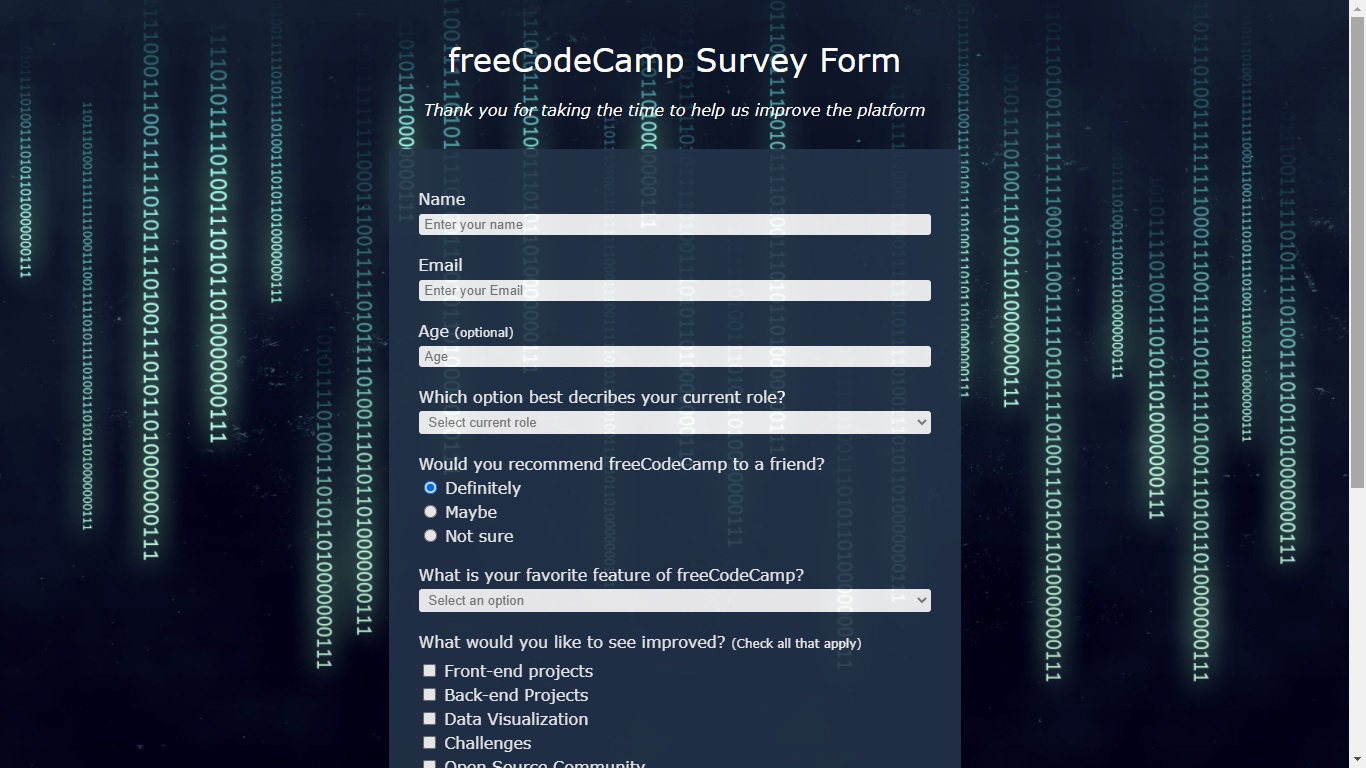 freeCodeCamp Survey Form
Thank you for taking the time to help us improve the platform
Name
Enter your name
Email
Enter your Email
Age (optional)
Age
Which option best decribes your current role?
Select current role
Would you recommend freeCodeCamp to a friend?
Definitely
Maybe
Not sure
What is your favorite feature of freeCodeCamp?
Select an option
What would you like to see improved? (Check all that apply)
Front-end projects
Back-end Projects
Data Visualization
Challenges
Open Source Community